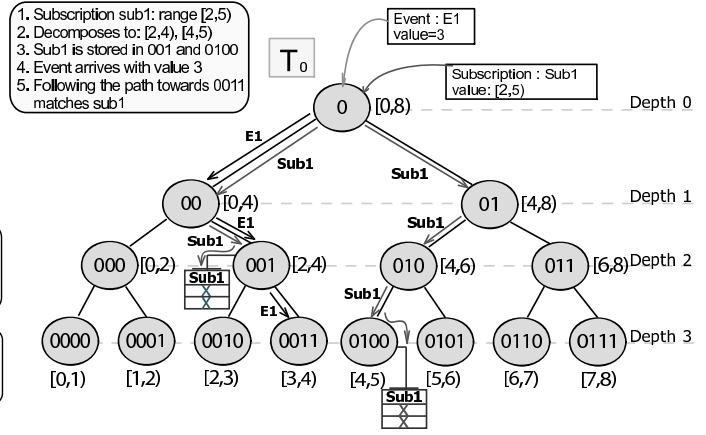 1. Subscription sub1: range [2,5)
2. Decomposes to: [2,4), [4,5)
3. Sub1 is stored in 001 and 0100
4. Event arrives with value 3
5. Following the path towards 0011
matches sub1
T0
Event : E1
value=3
Subscription : Sub1
value: [2,5)
0 [0,8) Depth 0
E1
Sub1 Sub1
00 [0,4) 01 [4,8) Depth 1
E1
Sub1 Sub1
000 [0,2) 001 [2,4) 010 [4,6) 011 [6,8) Depth 2
Sub1
Sub1
E1
0000 0001 0010 0011 0100 0101 0110 0111 Depth 3
[0,1) [1,2) [2,3) [3,4) [4,5) [5,6) [6,7) [7,8)
Sub1